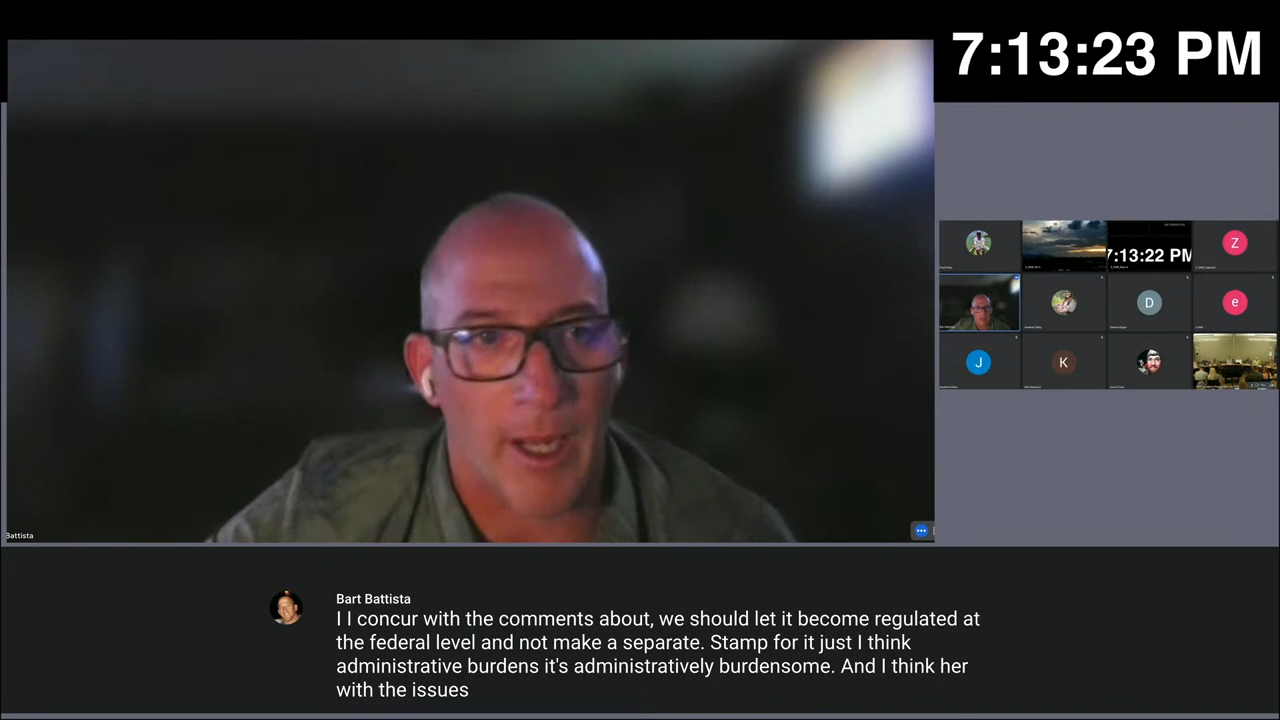 7:13:23 PM
7:13:22 PM
Z
D
e
J
K
Battista
Bart Battista
I I concur with the comments about, we should let it become regulated at
the federal level and not make a separate. Stamp for it just I think
administrative burdens it's administratively burdensome. And I think her
with the issues